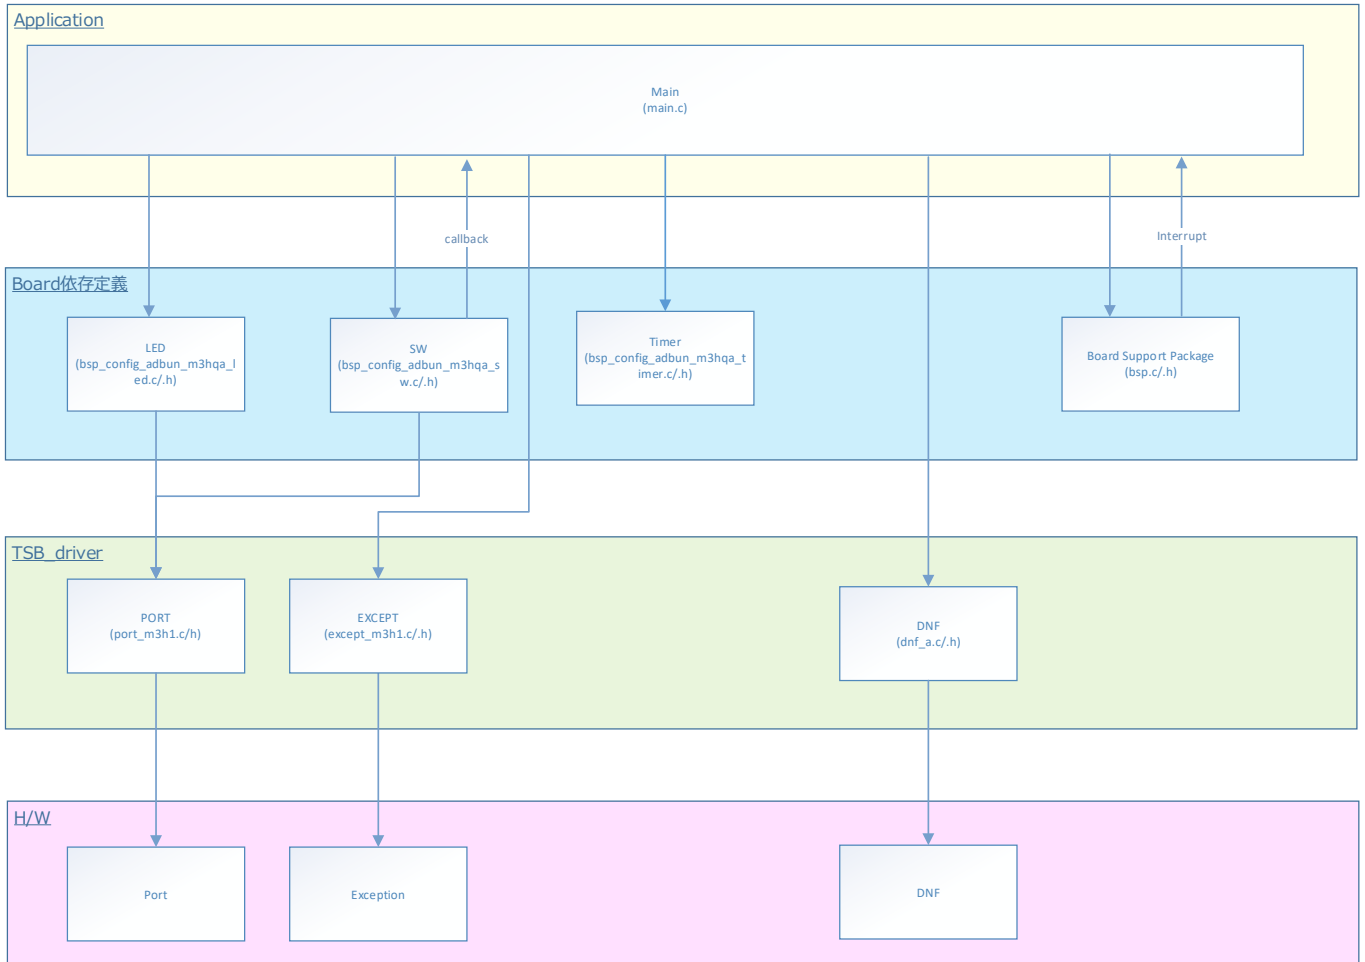 Application
Main
(main.c)
callback
Interrupt
Board依存定義
LED
(bsp_config_adbun_m3hqa_l
ed.c/.h)
SW
(bsp_config_adbun_m3hqa_s
w.c/.h)
Timer
(bsp_config_adbun_m3hqa_t
imer.c/.h)
Board Support Package
(bsp.c/.h)
TSB_driver
PORT
(port_m3h1.c/h)
EXCEPT
(except_m3h1.c/.h)
DNF
(dnf_a.c/.h)
H/W
Port
Exception
DNF